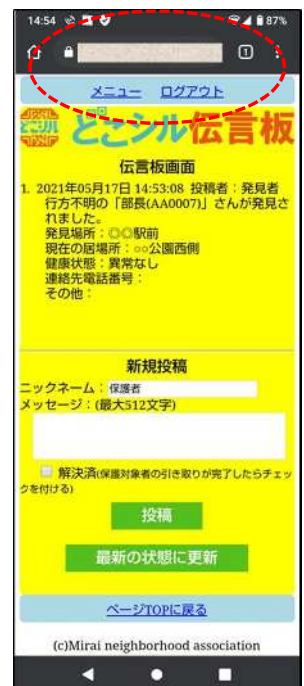 14:54
87%
1
メニュー ログアウト
どこシル伝言板
伝言板画面
1. 2021年05月17日 14:53:08 投稿者：発見者
行方不明の「部長(AA0007)」さんが発見さ
れました。
発見場所：〇〇駅前
現在の居場所：○○公園西側
健康状態：異常なし
連絡先電話番号：
その他：
新規投稿
ニックネーム：保護者
メッセージ：(最大512文字)
解決済(保護対象者の引き取りが完了したらチェッ
クを付ける)
投稿
最新の状態に更新
ページTOPに戻る
(c)Mirai neighborhood association